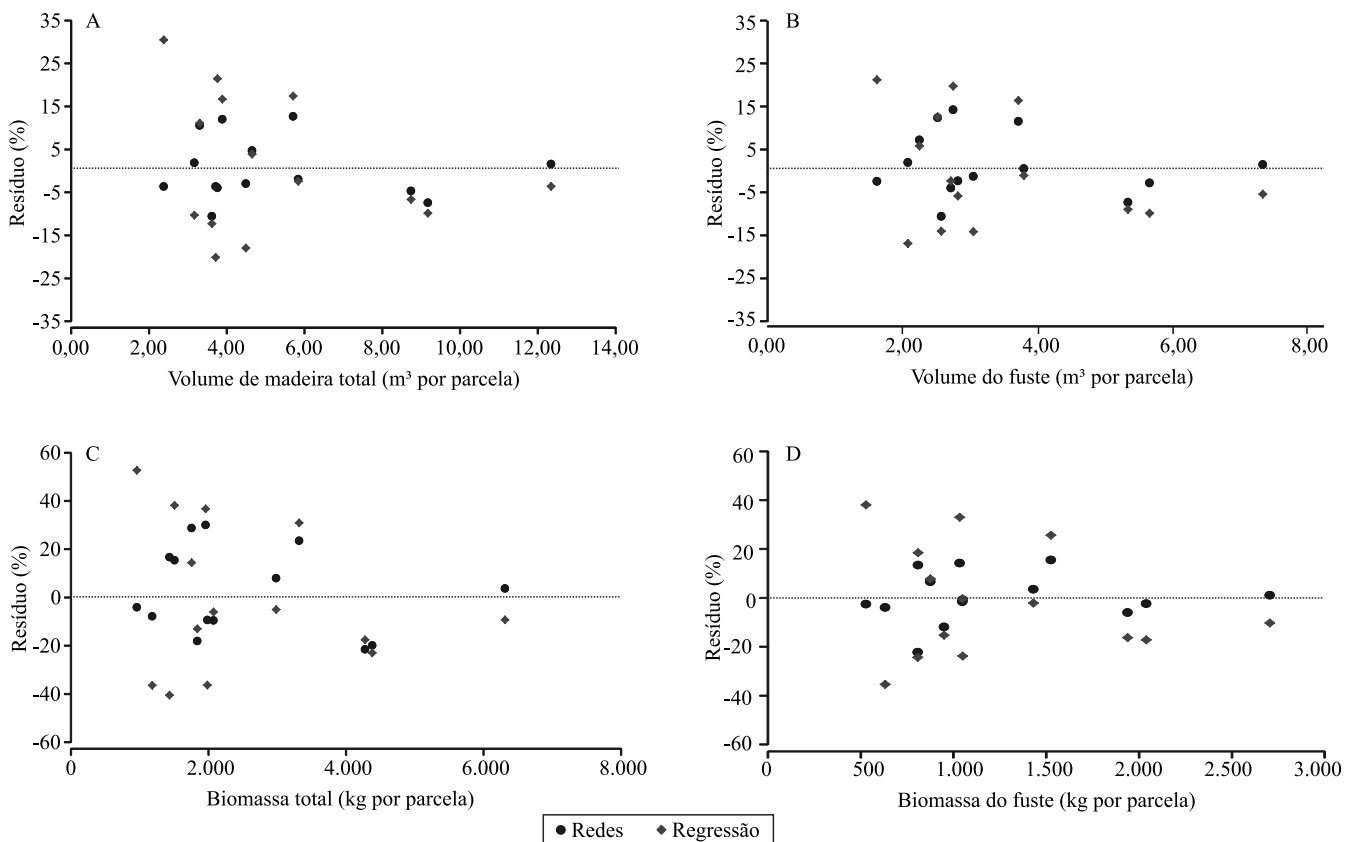 A
35
25
15
5
-5
-15
-25
-35
Resíduo (%)
0,00 2,00 4,00 6,00 8,00 10,00 12,00 14,00
Volume de madeira total (m³ por parcela)
B
35
25
15
5
-5
-15
-25
-35
Resíduo (%)
0,00 2,00 4,00 6,00 8,00
Volume do fuste (m³ por parcela)
C
60
40
20
0
-20
-40
-60
Resíduo (%)
0 2.000 4.000 6.000 8.000
Biomassa total (kg por parcela)
D
60
40
20
0
-20
-40
-60
Resíduo (%)
0 500 1.000 1.500 2.000 2.500 3.000
Biomassa do fuste (kg por parcela)
Redes Regressão